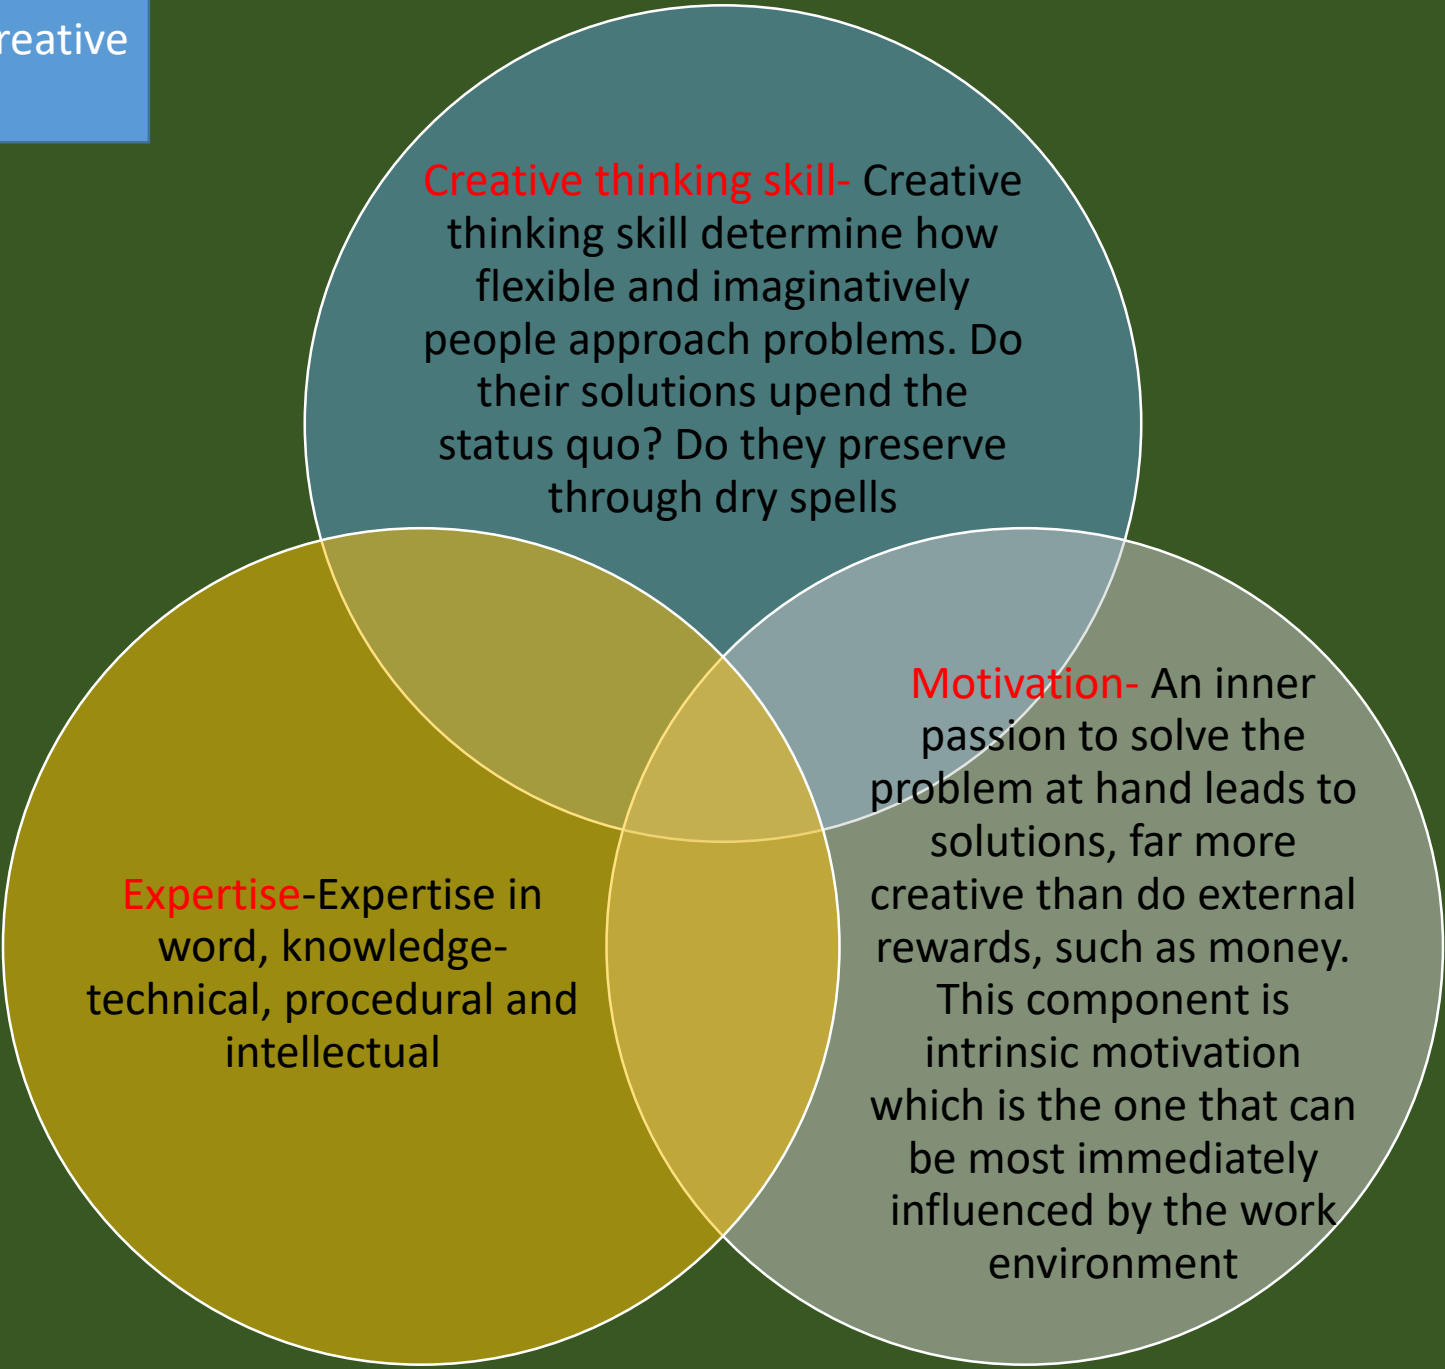 reative
Creative thinking skill- Creative
thinking skill determine how
flexible and imaginatively
people approach problems. Do
their solutions upend the
status quo? Do they preserve
through dry spells
Motivation- An inner
passion to solve the
problem at hand leads to
solutions, far more
creative than do external
rewards, such as money.
This component is
intrinsic motivation
which is the one that can
be most immediately
influenced by the work
environment
Expertise-Expertise in
word, knowledge-
technical, procedural and
intellectual